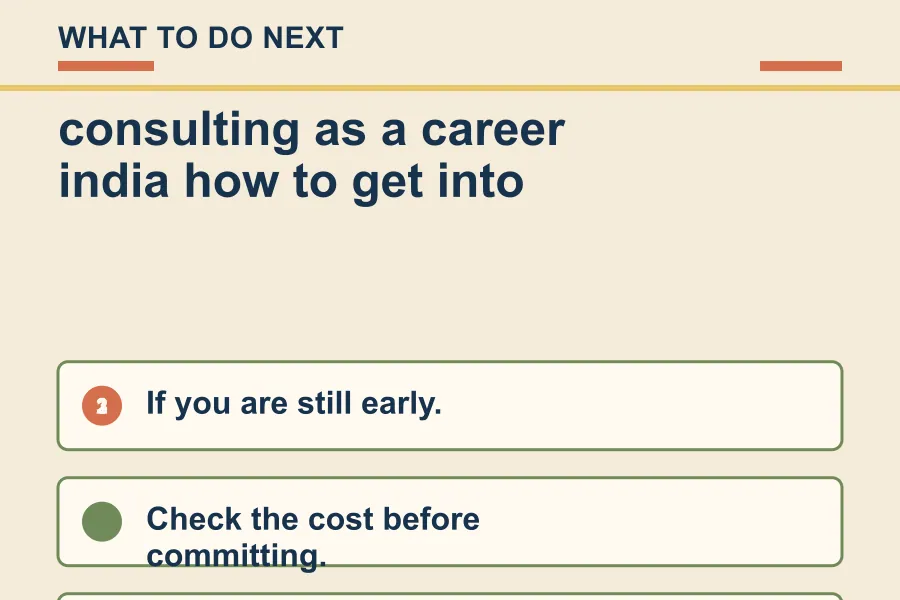 WHAT TO DO NEXT
consulting as a career
india how to get into
If you are still early.
Check the cost before
committing.